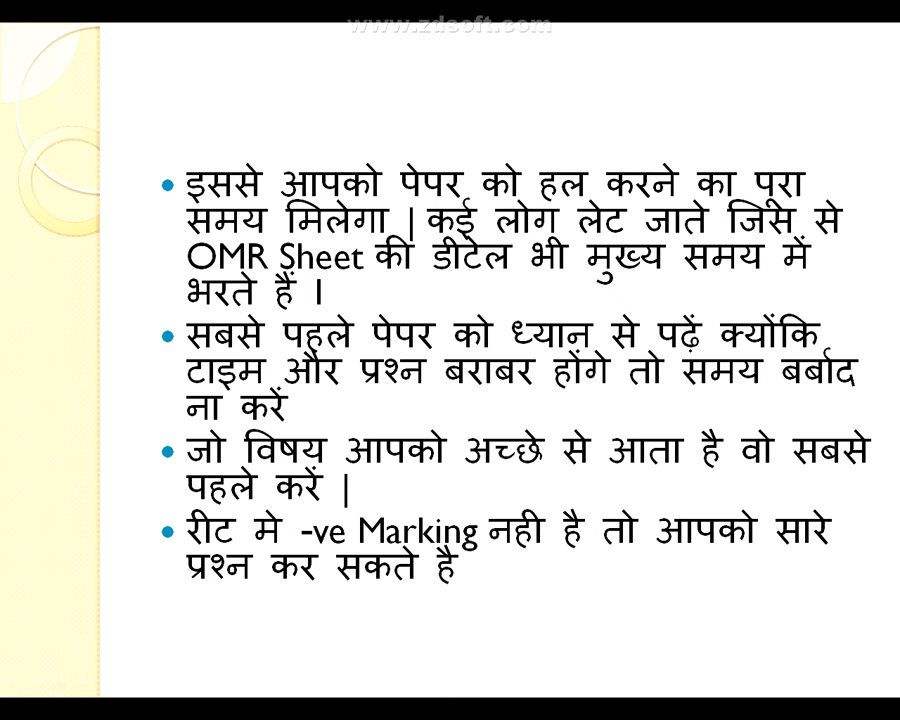 www.zdsoft.com
• इससे आपको पेपर को हल करने का पूरा
समय मिलेगा | कई लोग लेट जाते जिस से
OMR Sheet की डीटेल भी मुख्य समय में
भरते हैं I
• सबसे पहले पेपर को ध्यान से पढ़ें क्योंकि
टाइम और प्रश्न बराबर होंगे तो समय बर्बाद
ना करें
• जो विषय आपको अच्छे से आता है वो सबसे
पहले करें |
• रीट मे -ve Marking नही है तो आपको सारे
प्रश्न कर सकते है